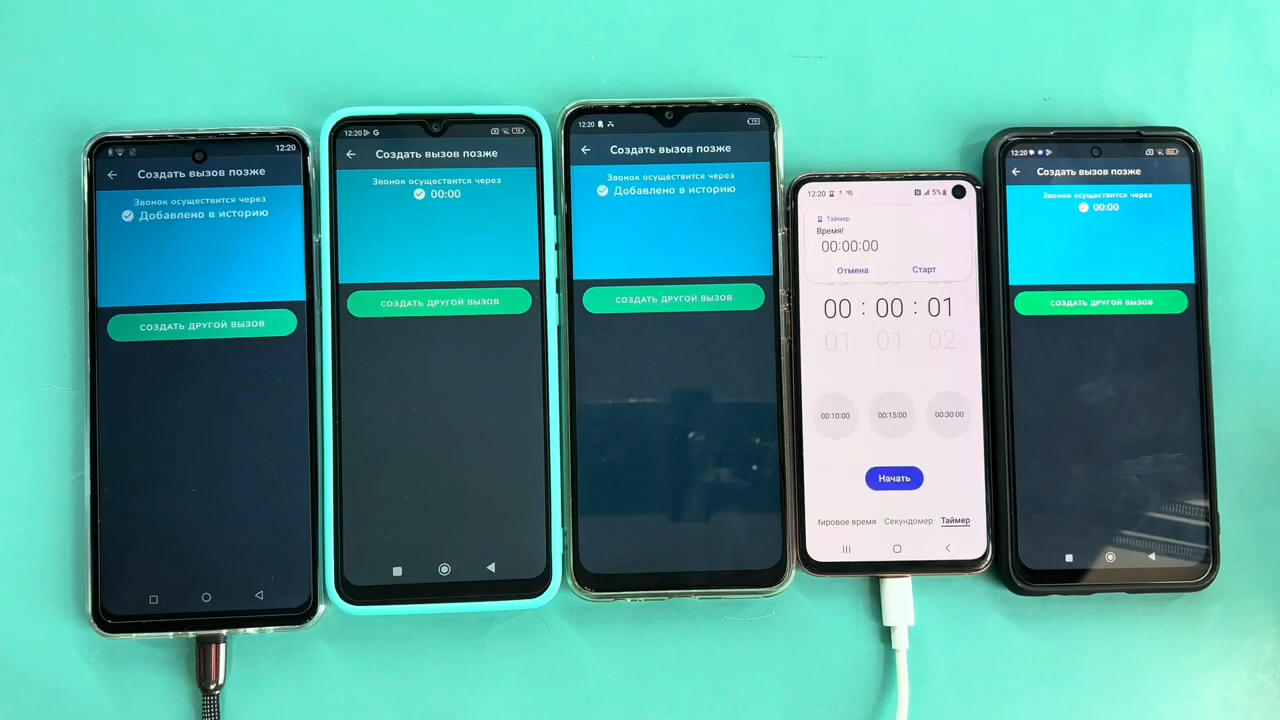 12:20
Создать вызов позже
Звонок осуществится через
Добавлено в историю
СОЗДАТЬ ДРУГОЙ ВЫЗОВ
12:20
Создать вызов позже
Звонок осуществится через
00:00
СОЗДАТЬ ДРУГОЙ ВЫЗОВ
12:20
Создать вызов позже
Звонок осуществится через
Добавлено в историю
СОЗДАТЬ ДРУГОЙ ВЫЗОВ
12:20 5%
Таймер
Время!
00:00:00
Отмена Старт
00 : 00 : 01
01 01 02
00:10:00 00:15:00 00:30:00
Начать
Мировое время Секундомер Таймер
12:20
Создать вызов позже
Звонок осуществится через
00:00
СОЗДАТЬ ДРУГОЙ ВЫЗОВ